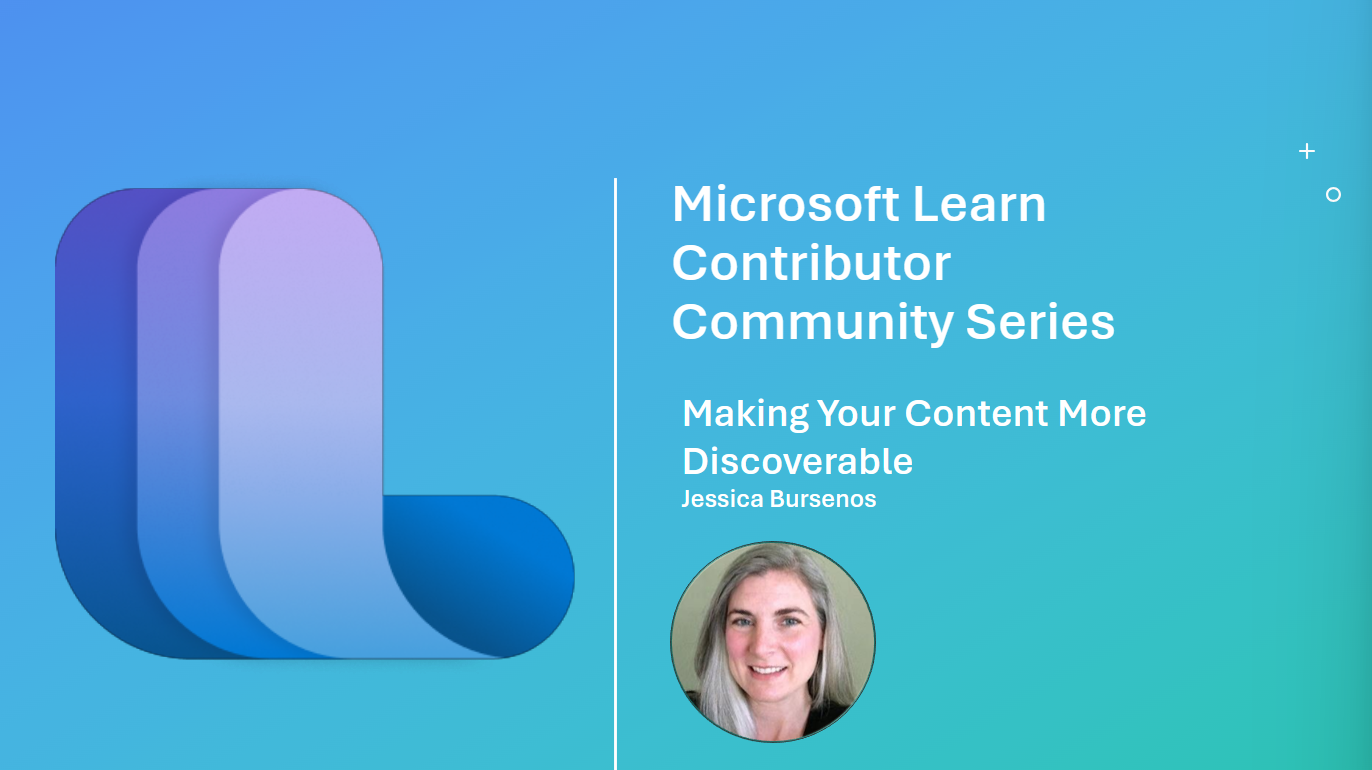 Microsoft Learn
Contributor
Community Series
Making Your Content More
Discoverable
Jessica Bursenos